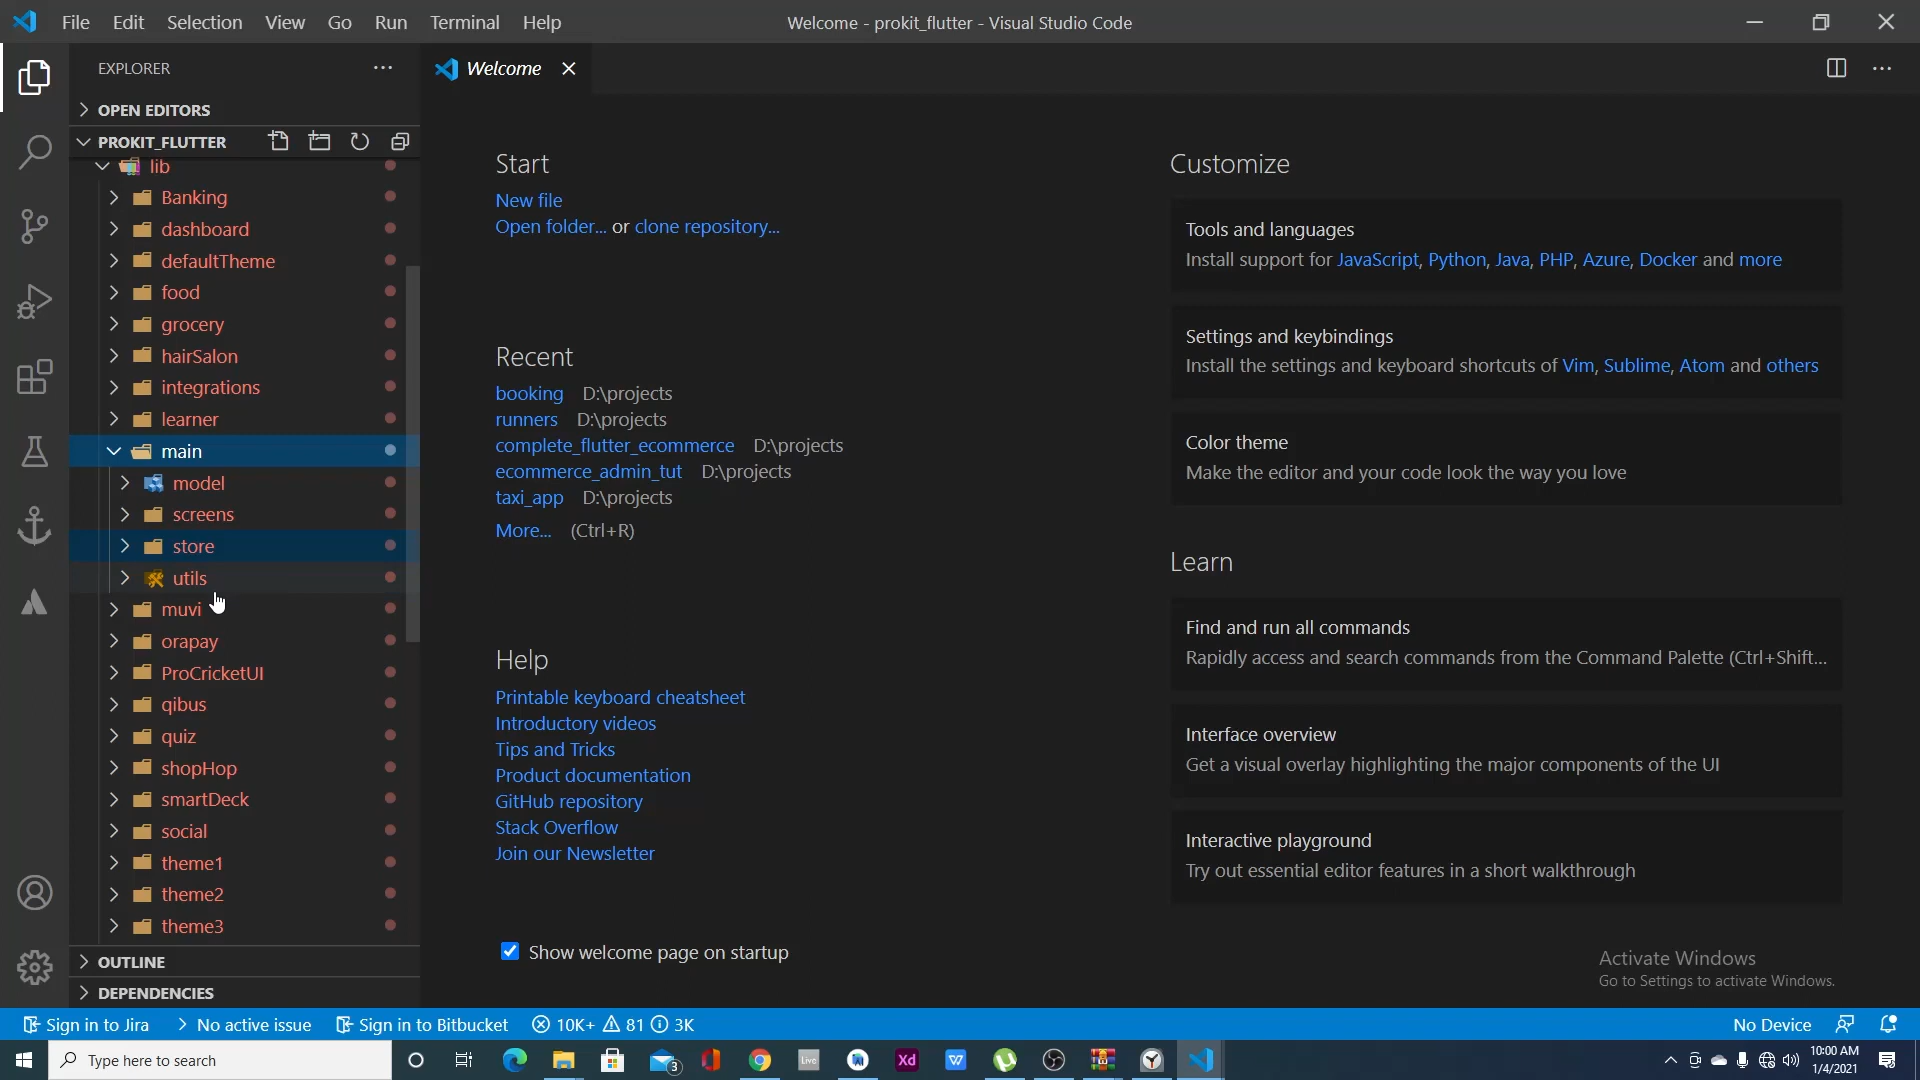 File Edit Selection View Go Run Terminal Help
Welcome - prokit_flutter - Visual Studio Code
EXPLORER
Welcome
OPEN EDITORS
PROKIT_FLUTTER
lib
Banking
dashboard
defaultTheme
food
grocery
hairSalon
integrations
learner
main
model
screens
store
utils
muvi
orapay
ProCricketUI
qibus
quiz
shopHop
smartDeck
social
theme1
theme2
theme3
OUTLINE
DEPENDENCIES
Start
New file
Open folder... or clone repository...
Recent
booking D:\projects
runners D:\projects
complete_flutter_ecommerce D:\projects
ecommerce_admin_tut D:\projects
taxi_app D:\projects
More... (Ctrl+R)
Help
Printable keyboard cheatsheet
Introductory videos
Tips and Tricks
Product documentation
GitHub repository
Stack Overflow
Join our Newsletter
Show welcome page on startup
Customize
Tools and languages
Install support for JavaScript, Python, Java, PHP, Azure, Docker and more
Settings and keybindings
Install the settings and keyboard shortcuts of Vim, Sublime, Atom and others
Color theme
Make the editor and your code look the way you love
Learn
Find and run all commands
Rapidly access and search commands from the Command Palette (Ctrl+Shift...
Interface overview
Get a visual overlay highlighting the major components of the UI
Interactive playground
Try out essential editor features in a short walkthrough
Activate Windows
Go to Settings to activate Windows.
Sign in to Jira No active issue Sign in to Bitbucket 10K+ 81 3K
No Device
Type here to search
3
Live
Xd
W
10:00 AM
1/4/2021